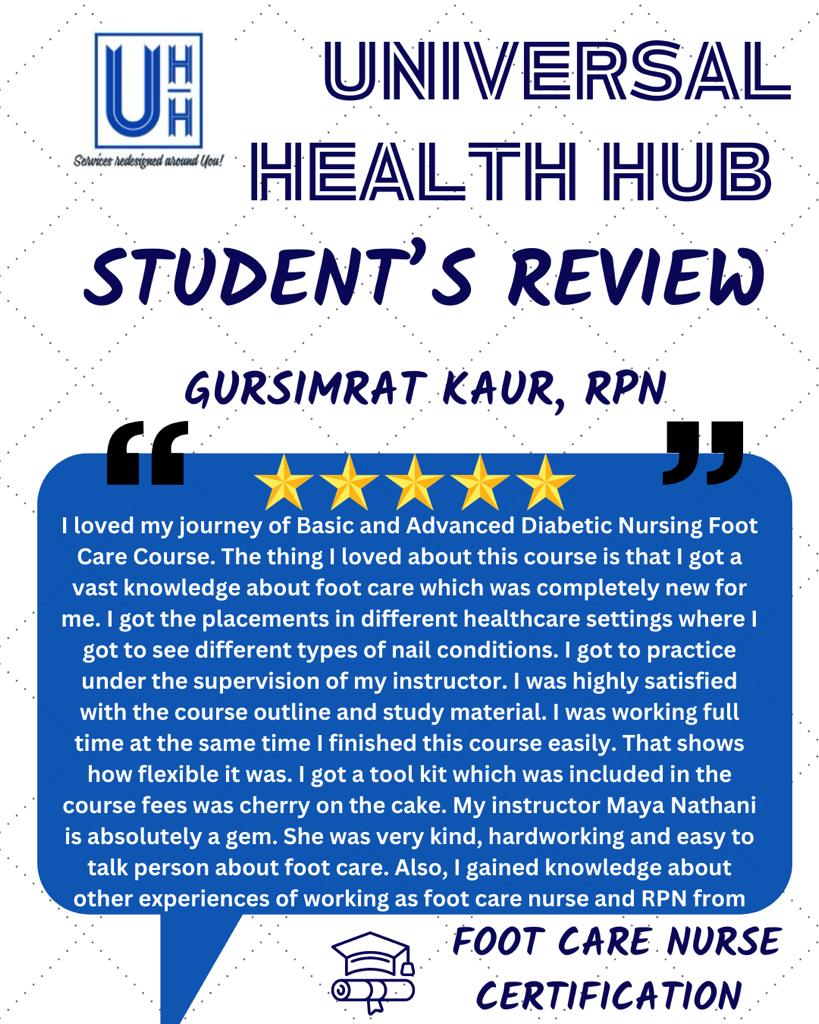 UHH
Services redesigned around You!
UNIVERSAL
HEALTH HUB
STUDENT'S REVIEW
GURSIMRAT KAUR, RPN
“ ”
I loved my journey of Basic and Advanced Diabetic Nursing Foot
Care Course. The thing I loved about this course is that I got a
vast knowledge about foot care which was completely new for
me. I got the placements in different healthcare settings where I
got to see different types of nail conditions. I got to practice
under the supervision of my instructor. I was highly satisfied
with the course outline and study material. I was working full
time at the same time I finished this course easily. That shows
how flexible it was. I got a tool kit which was included in the
course fees was cherry on the cake. My instructor Maya Nathani
is absolutely a gem. She was very kind, hardworking and easy to
talk person about foot care. Also, I gained knowledge about
other experiences of working as foot care nurse and RPN from
FOOT CARE NURSE
CERTIFICATION